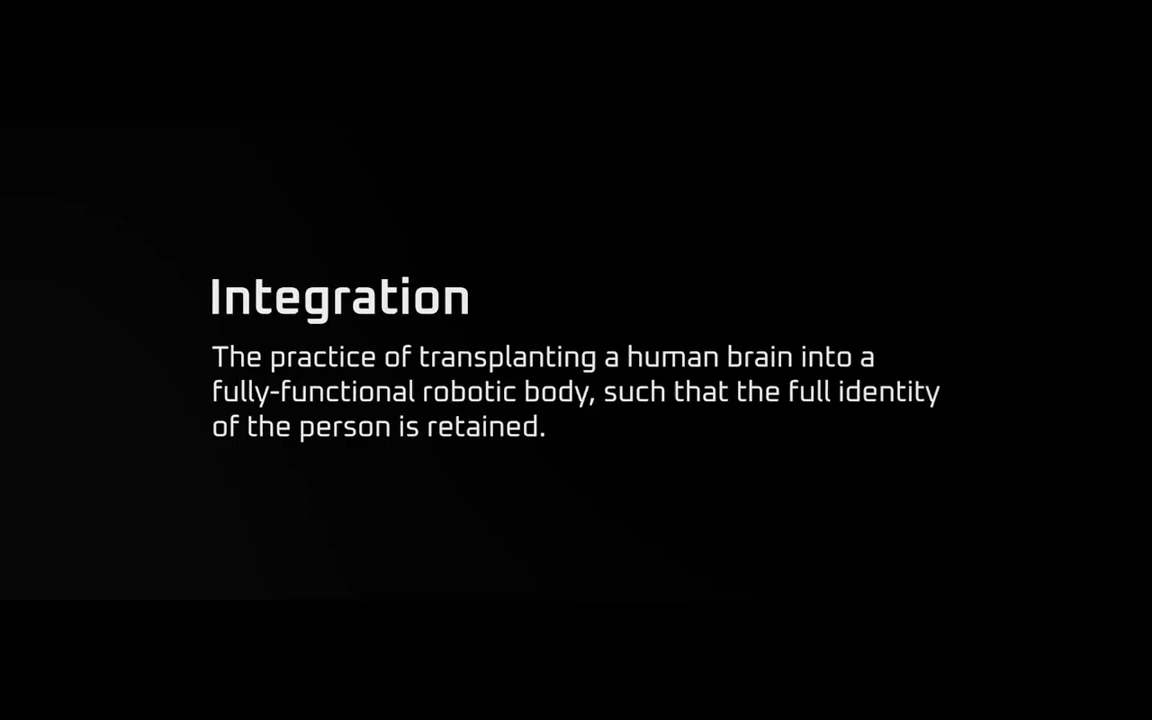 Integration
The practice of transplanting a human brain into a
fully-functional robotic body, such that the full identity
of the person is retained.